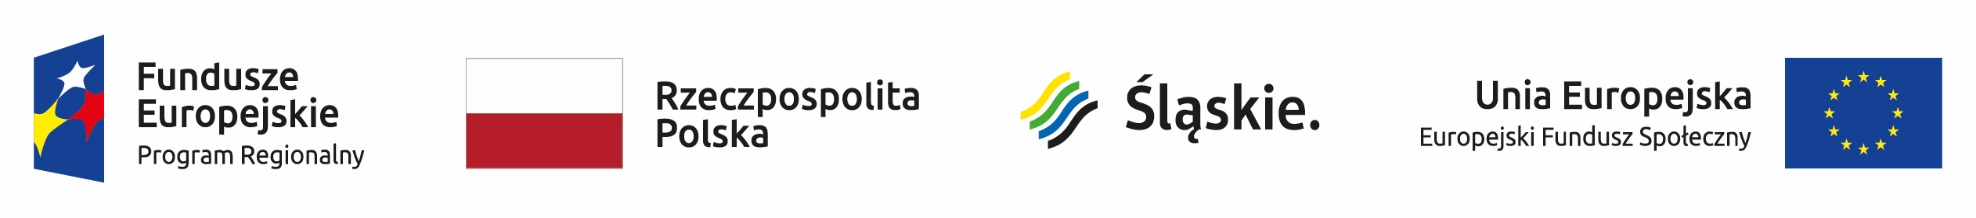 Fundusze
Europejskie
Program Regionalny
Rzeczpospolita
Polska
Śląskie.
Unia Europejska
Europejski Fundusz Społeczny